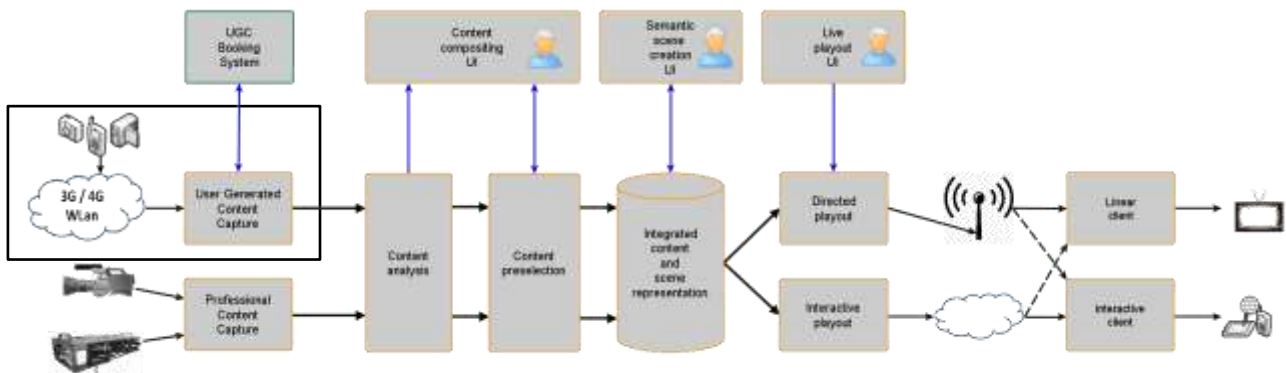 UGC
Booking
System
Content
compositing
UI
Semantic
scene
creation
UI
Live
playout
UI
3G / 4G
WLan
User Generated
Content
Capture
Content
analysis
Content
preselection
Integrated
content
and
scene
representation
Directed
playout
Linear
client
Professional
Content
Capture
Interactive
playout
Interactive
client